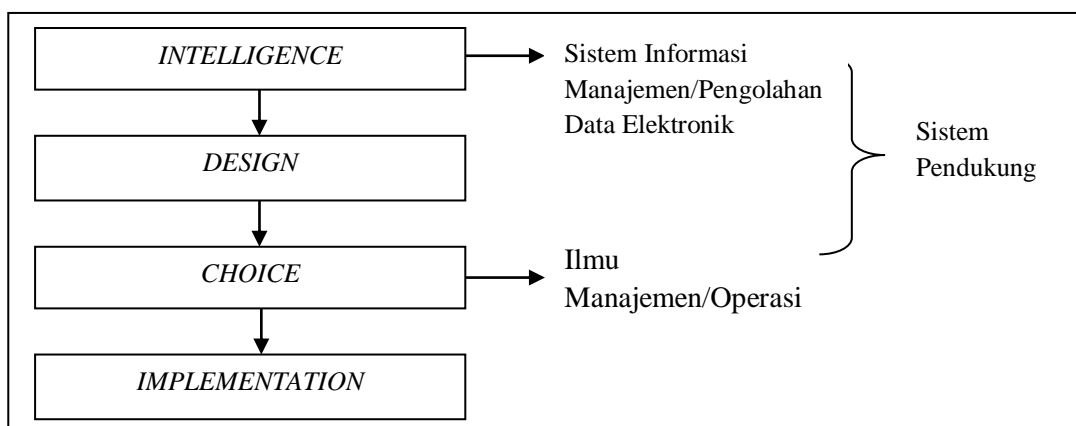 INTELLIGENCE
Sistem Informasi
Manajemen/Pengolahan
Data Elektronik
DESIGN
Sistem
Pendukung
CHOICE
Ilmu
Manajemen/Operasi
IMPLEMENTATION